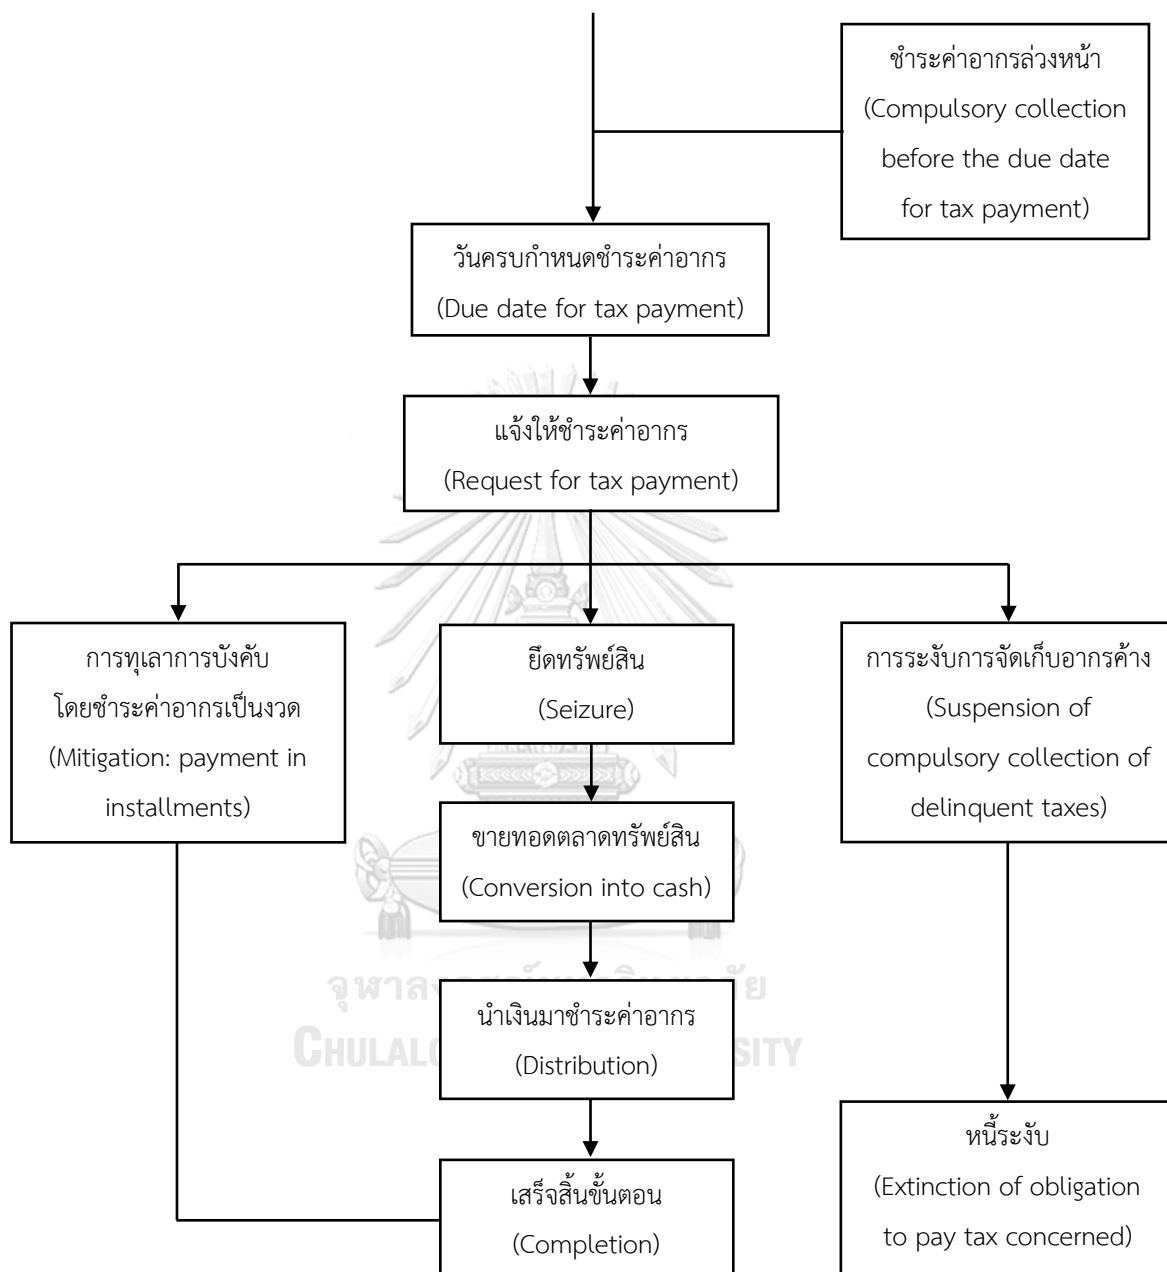 ชำระค่าอากรล่วงหน้า
(Compulsory collection
before the due date
for tax payment)
วันครบกำหนดชำระค่าอากร
(Due date for tax payment)
แจ้งให้ชำระค่าอากร
(Request for tax payment)
การทุเลาการบังคับ
โดยชำระค่าอากรเป็นงวด
(Mitigation: payment in
installments)
ยึดทรัพย์สิน
(Seizure)
การระงับการจัดเก็บอากรค้าง
(Suspension of
compulsory collection of
delinquent taxes)
ขายทอดตลาดทรัพย์สิน
(Conversion into cash)
นำเงินมาชำระค่าอากร
(Distribution)
หนี้ระงับ
(Extinction of obligation
to pay tax concerned)
เสร็จสิ้นขั้นตอน
(Completion)